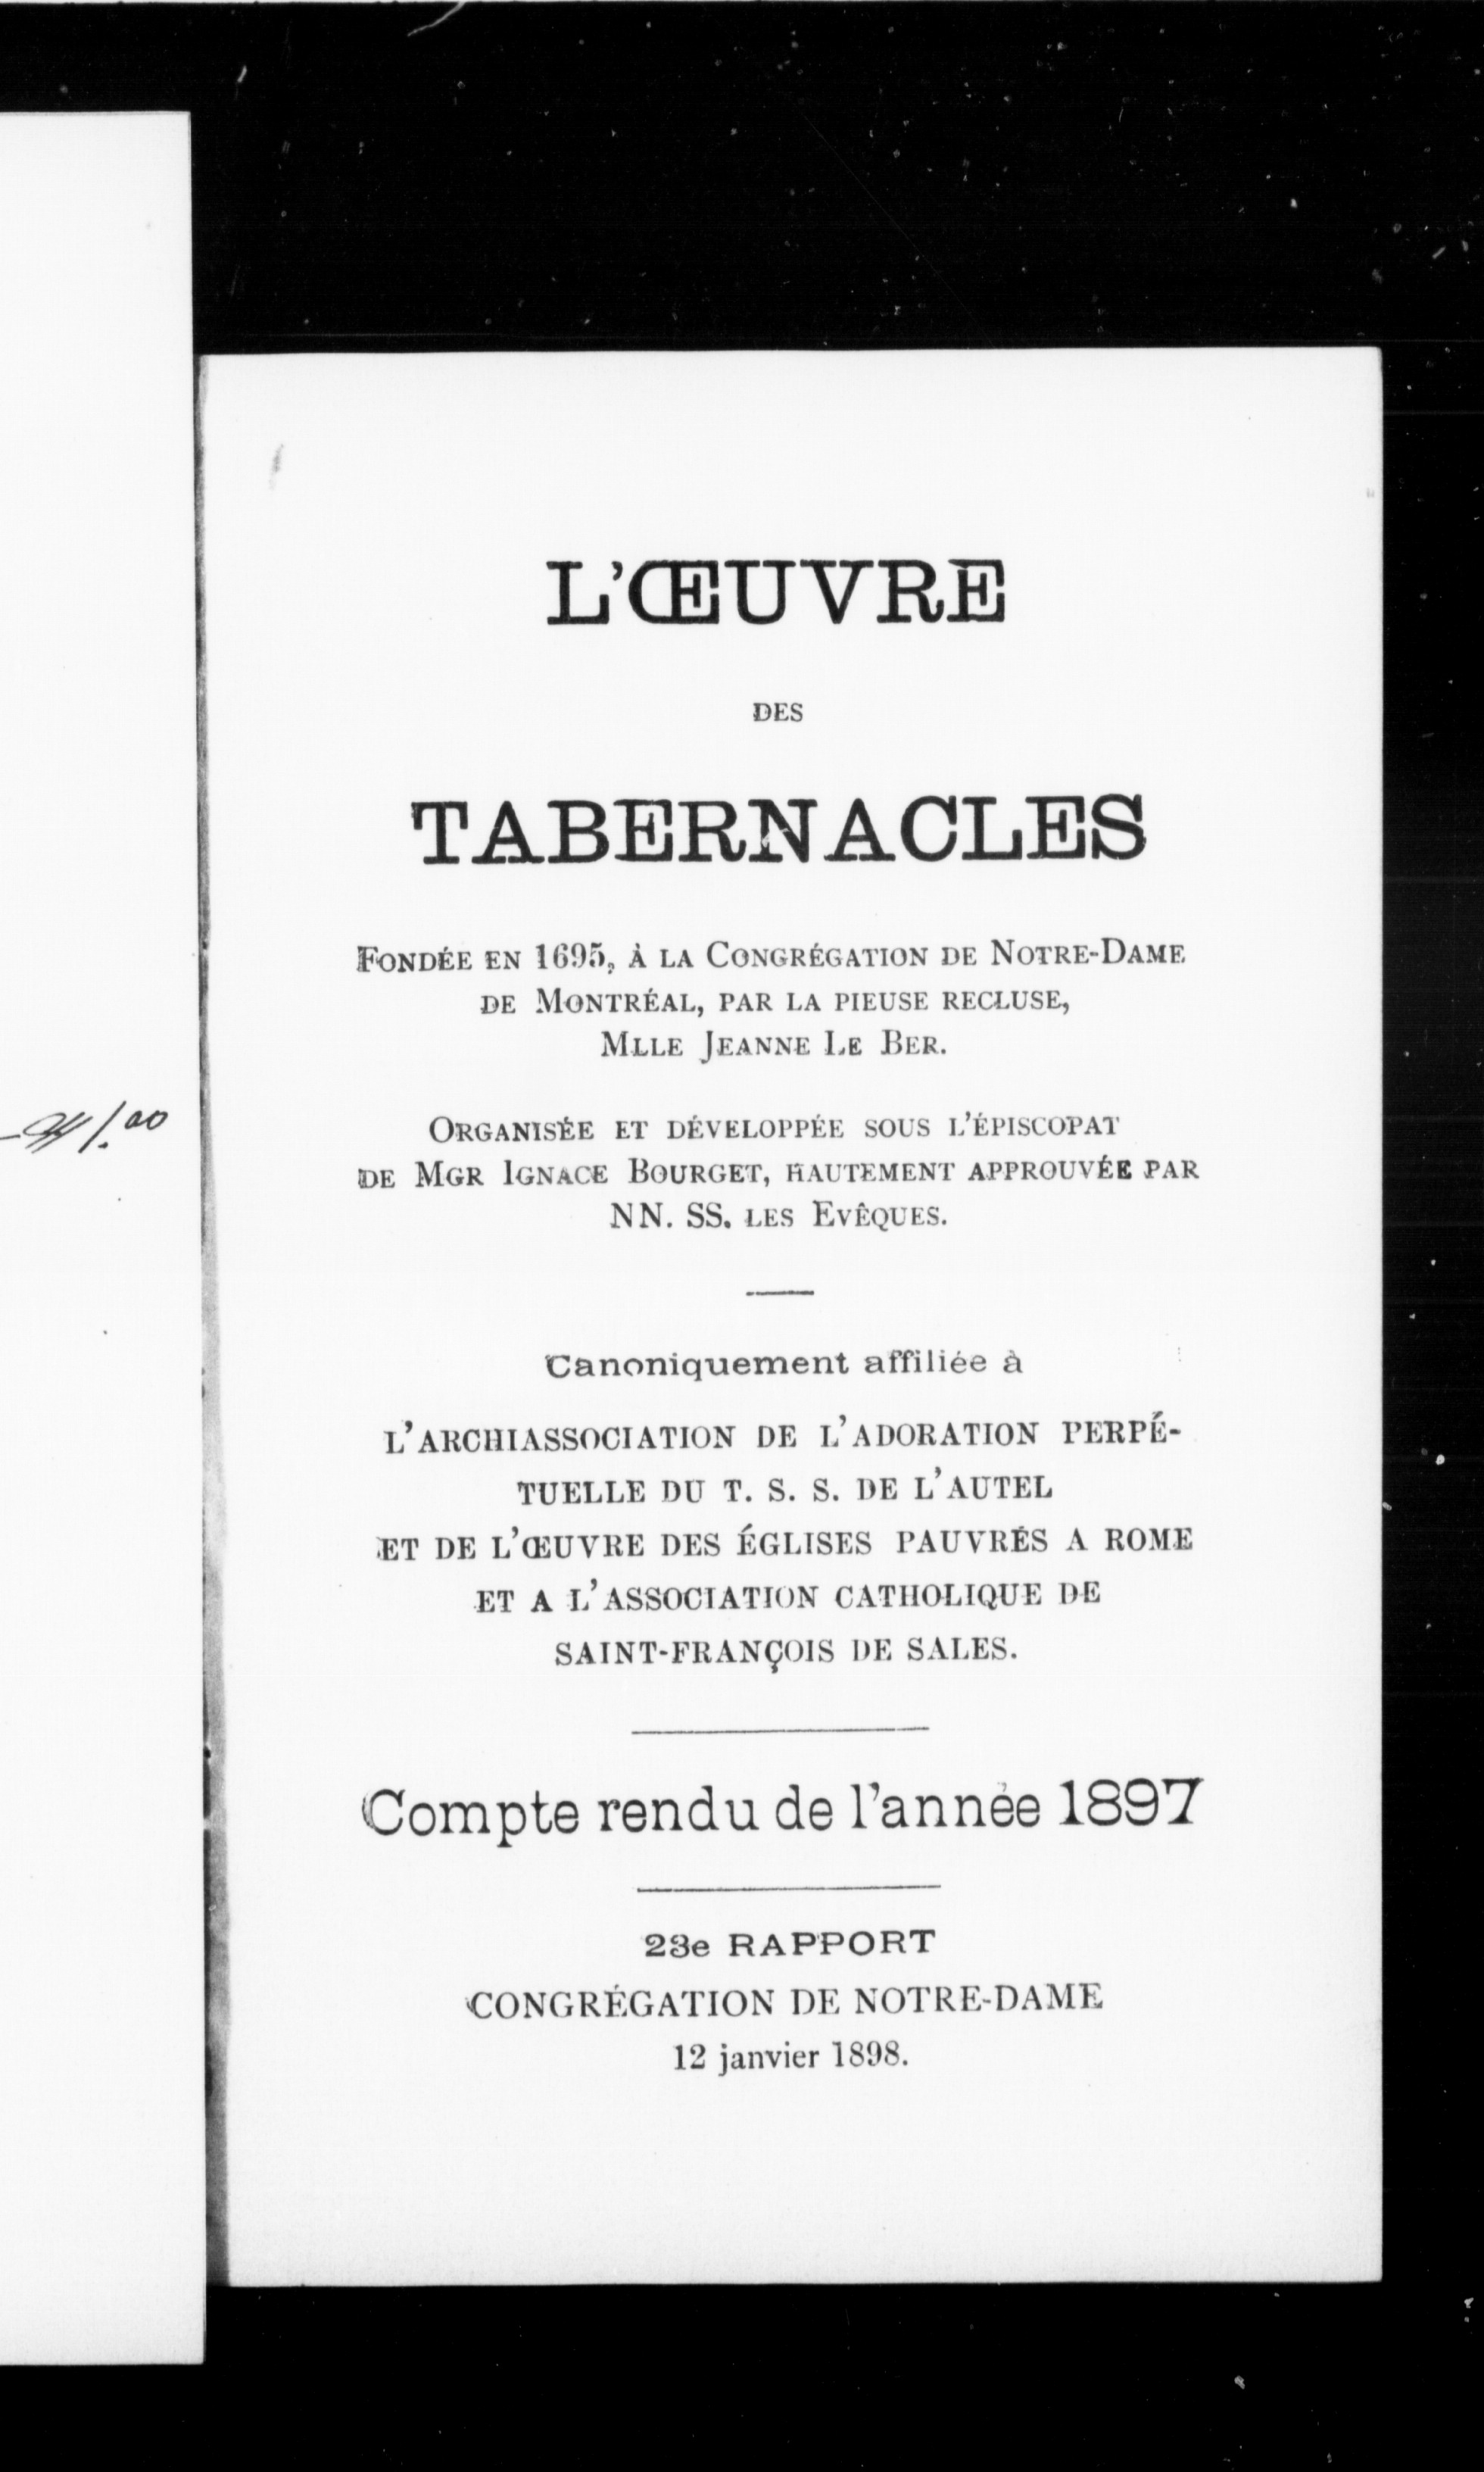 L'ŒUVRE
DES
TABERNACLES
FONDÉE EN 1695, À LA CONGRÉGATION DE NOTRE-DAME
DE MONTRÉAL, PAR LA PIEUSE RECLUSE,
MLLE JEANNE LE BER.
ORGANISÉE ET DÉVELOPPÉE SOUS L'ÉPISCOPAT
DE MGR IGNACE BOURGET, HAUTEMENT APPROUVÉE PAR
NN. SS. LES EVÊQUES.
Canoniquement affiliée à
L'ARCHIASSOCIATION DE L'ADORATION PERPÉ-
TUELLE DU T. S. S. DE L'AUTEL
ET DE L'ŒUVRE DES ÉGLISES PAUVRES A ROME
ET A L'ASSOCIATION CATHOLIQUE DE
SAINT-FRANÇOIS DE SALES.
Compte rendu de l'année 1897
23e RAPPORT
CONGRÉGATION DE NOTRE-DAME
12 janvier 1898.